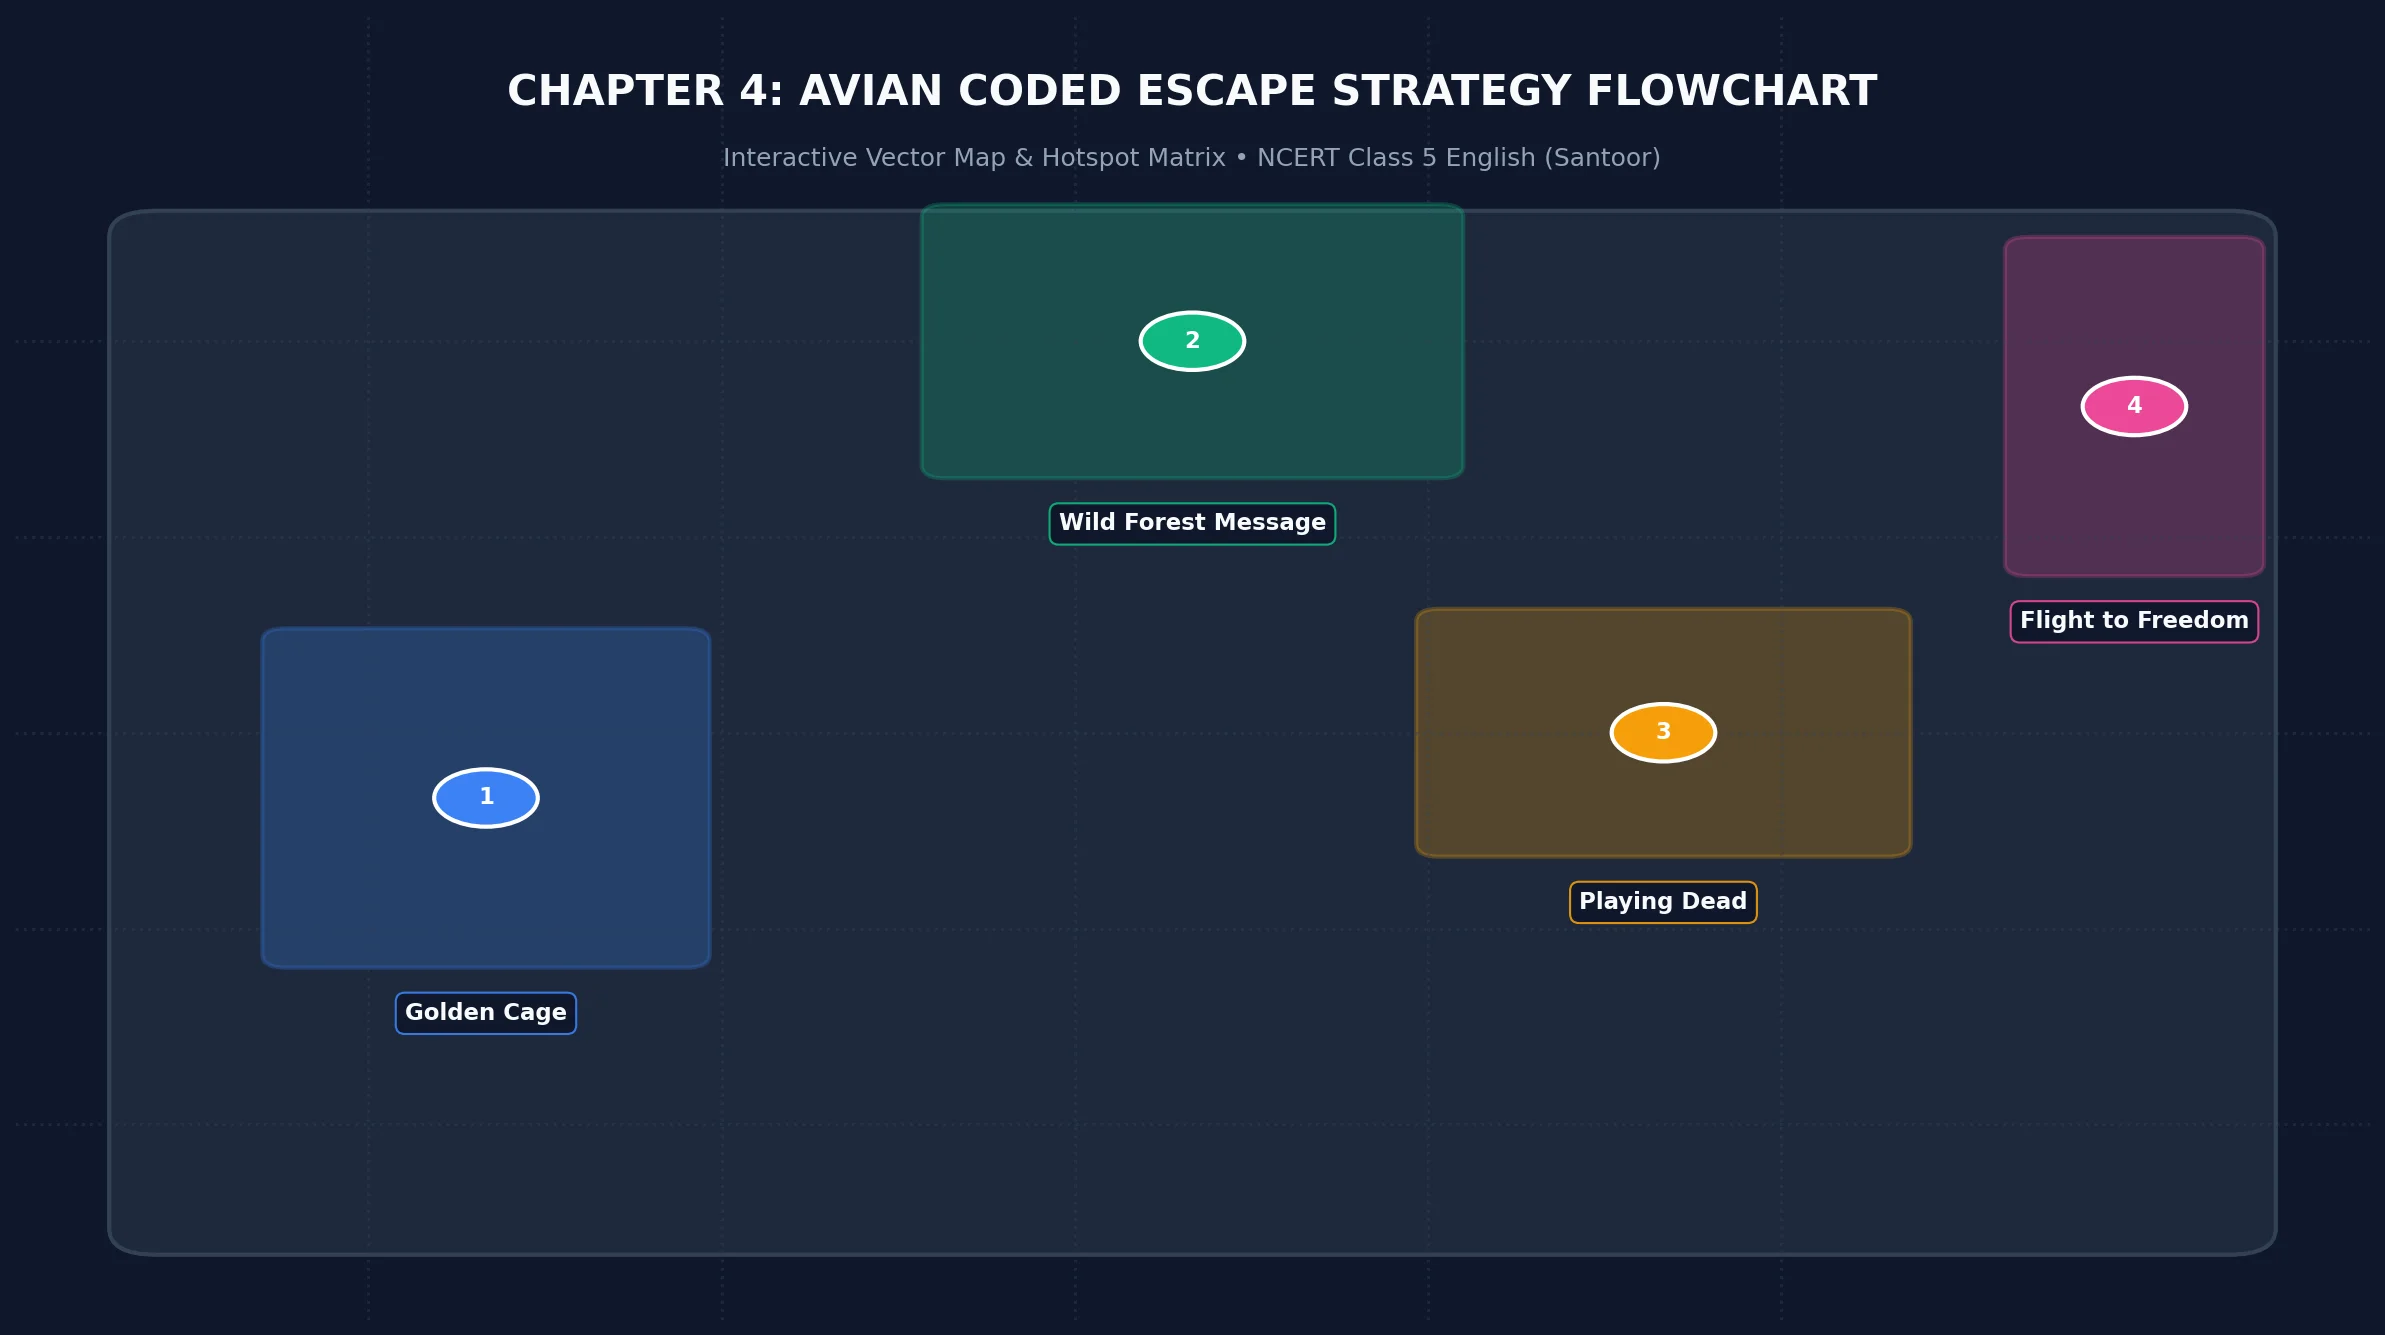 CHAPTER 4: AVIAN CODED ESCAPE STRATEGY FLOWCHART
Interactive Vector Map & Hotspot Matrix • NCERT Class 5 English (Santoor)
1
Golden Cage
2
Wild Forest Message
3
Playing Dead
4
Flight to Freedom